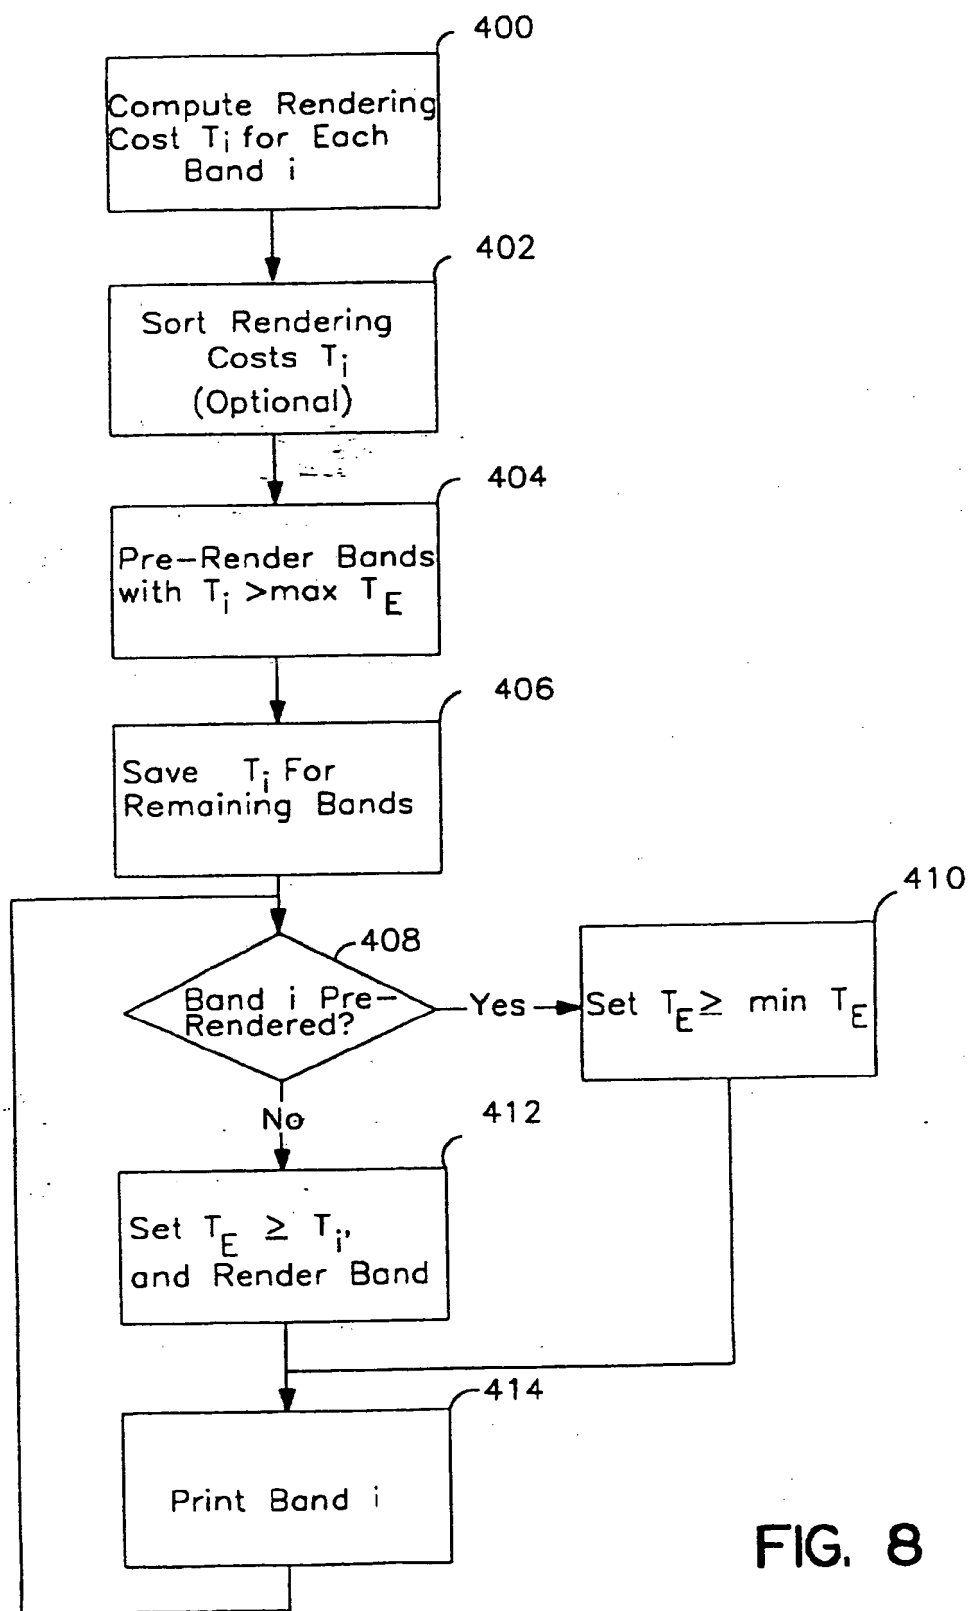 400
Compute Rendering
Cost Ti for Each
Band i
402
Sort Rendering
Costs Ti
(Optional)
404
Pre-Render Bands
with Ti >max TE
406
Save Ti For
Remaining Bands
408
Band i Pre-
Rendered?
Yes
410
Set TE ≥ min TE
No
412
Set TE ≥ Ti,
and Render Band
414
Print Band i
FIG. 8